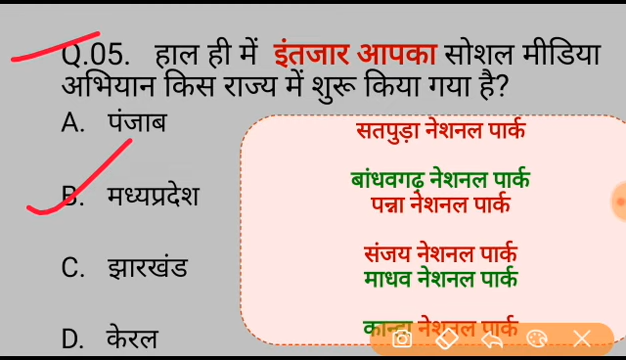 Q.05. हाल ही में इंतजार आपका सोशल मीडिया
अभियान किस राज्य में शुरू किया गया है?
A. पंजाब
B. मध्यप्रदेश
C. झारखंड
D. केरल
सतपुड़ा नेशनल पार्क
बांधवगढ़ नेशनल पार्क
पन्ना नेशनल पार्क
संजय नेशनल पार्क
माधव नेशनल पार्क
कान्हा नेशनल पार्क